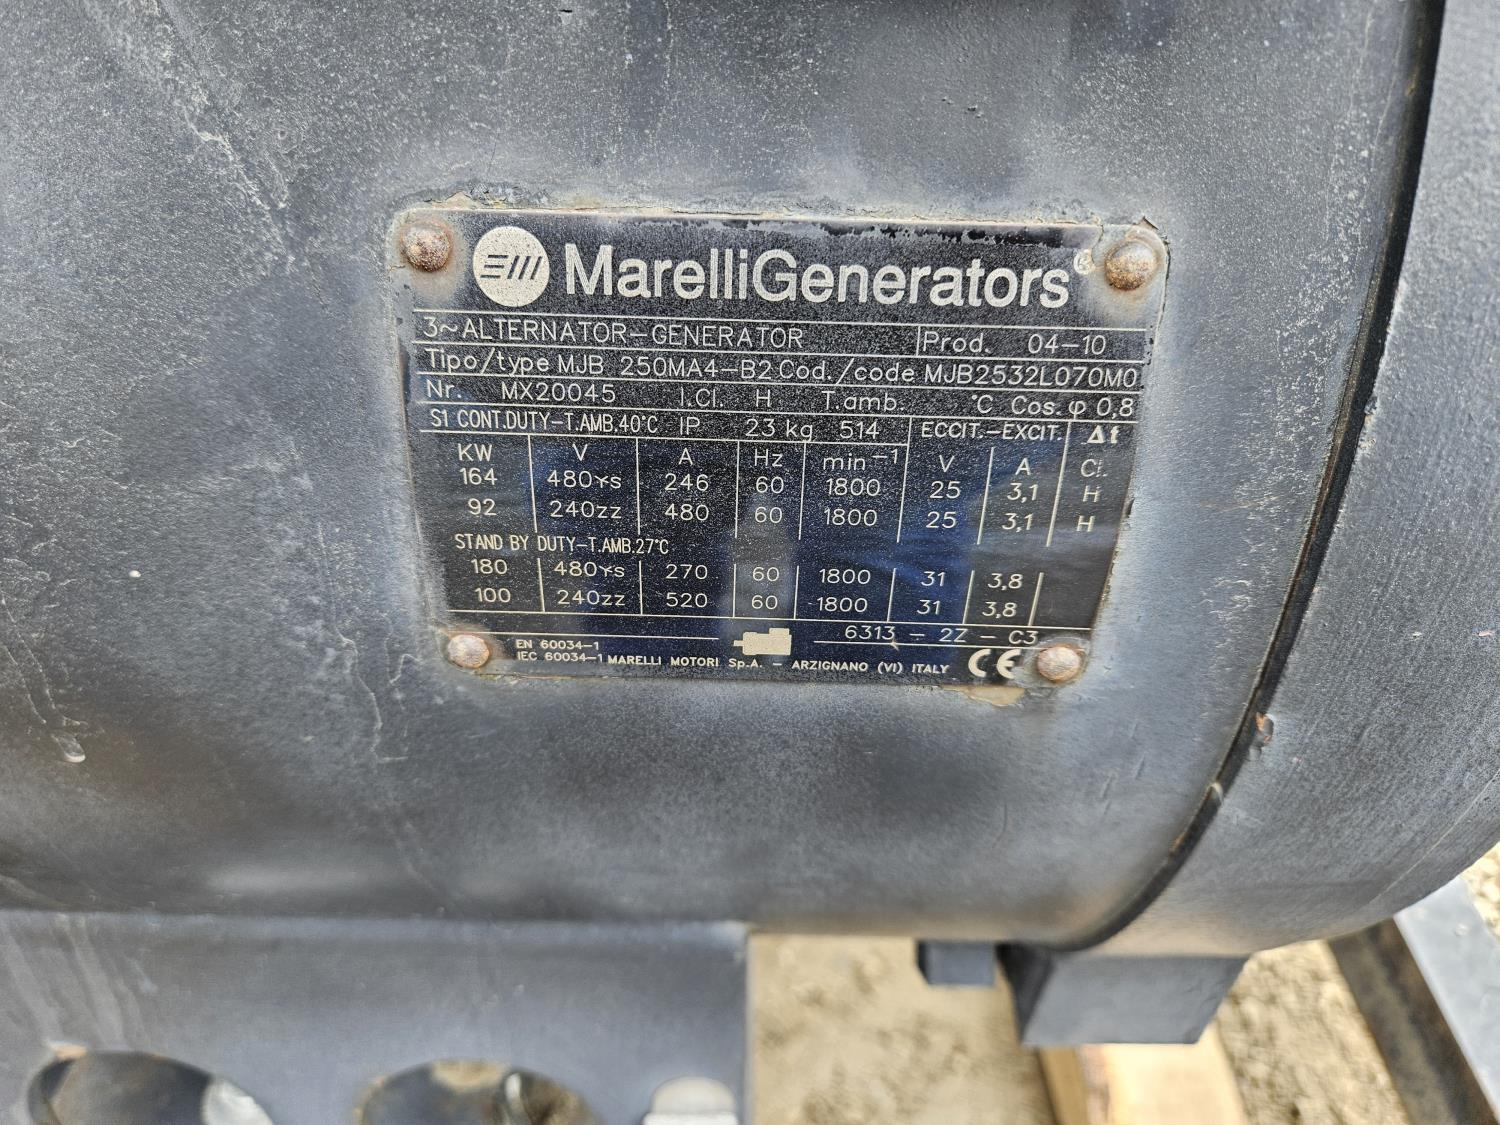 MarelliGenerators®
3~ALTERNATOR-GENERATOR Prod. 04-10
Tipo/type MJB 250MA4-B2 Cod./code MJB2532L070M0
Nr. MX20045 I.Cl. H T.amb. °C Cos.φ 0,8
S1 CONT.DUTY-T.AMB.40°C IP 23 kg 514 ECCIT.-EXCIT. Δt
KW V A Hz min⁻¹ V A Cl.
164 480YS 246 60 1800 25 3,1 H
92 240ZZ 480 60 1800 25 3,1 H
STAND BY DUTY-T.AMB.27°C
180 480YS 270 60 1800 31 3,8
100 240ZZ 520 60 1800 31 3,8
6313 - 2Z - C3
EN 60034-1
IEC 60034-1 MARELLI MOTORI SpA. - ARZIGNANO (VI) ITALY CE